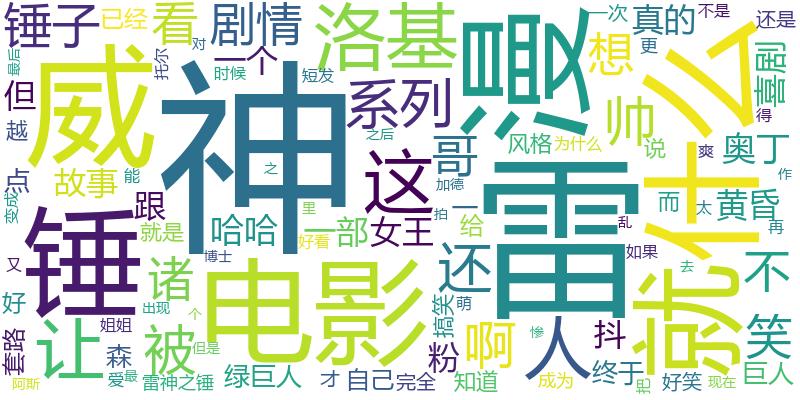 锤子
已经
看
剧情
洛基
漫
一次
真的
不是
还是
对
想
更
喜剧
最后
托尔
一个
时候
短发
威
神
系列
什么
但
越
之后
哥
风格
为什么
帅
说
爽
得
奥丁
点
故事
能
之
这
加德
雷
而
太
黄昏
作
变成
跟
锤
里
拍
一
给
乱
再
就是
哈哈
好看
一部
女王
就
又
博士
诸
电影
还
如果
去
不
好
出现
个
搞笑
萌
人
抖
笑
套路
姐姐
让
森
被
但是
粉
啊
惨
终于
把
巨人
阿斯
爱
最
雷神之锤
绿巨人
才
自己
完全
知道
成为
好笑
现在